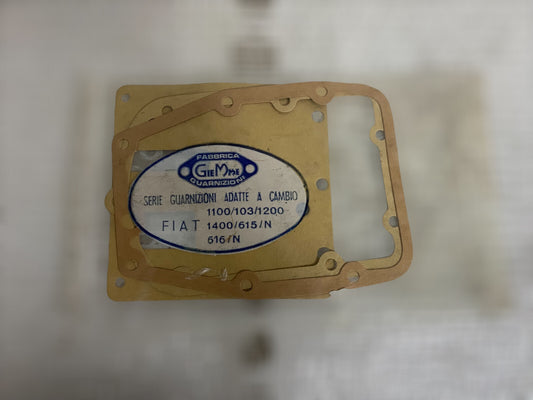 FABBRICA
GIEMME
GUARNIZIONI
SERIE GUARNIZIONI ADATTE A CAMBIO
1100/103/1200
FIAT 1400/615/N
616/N